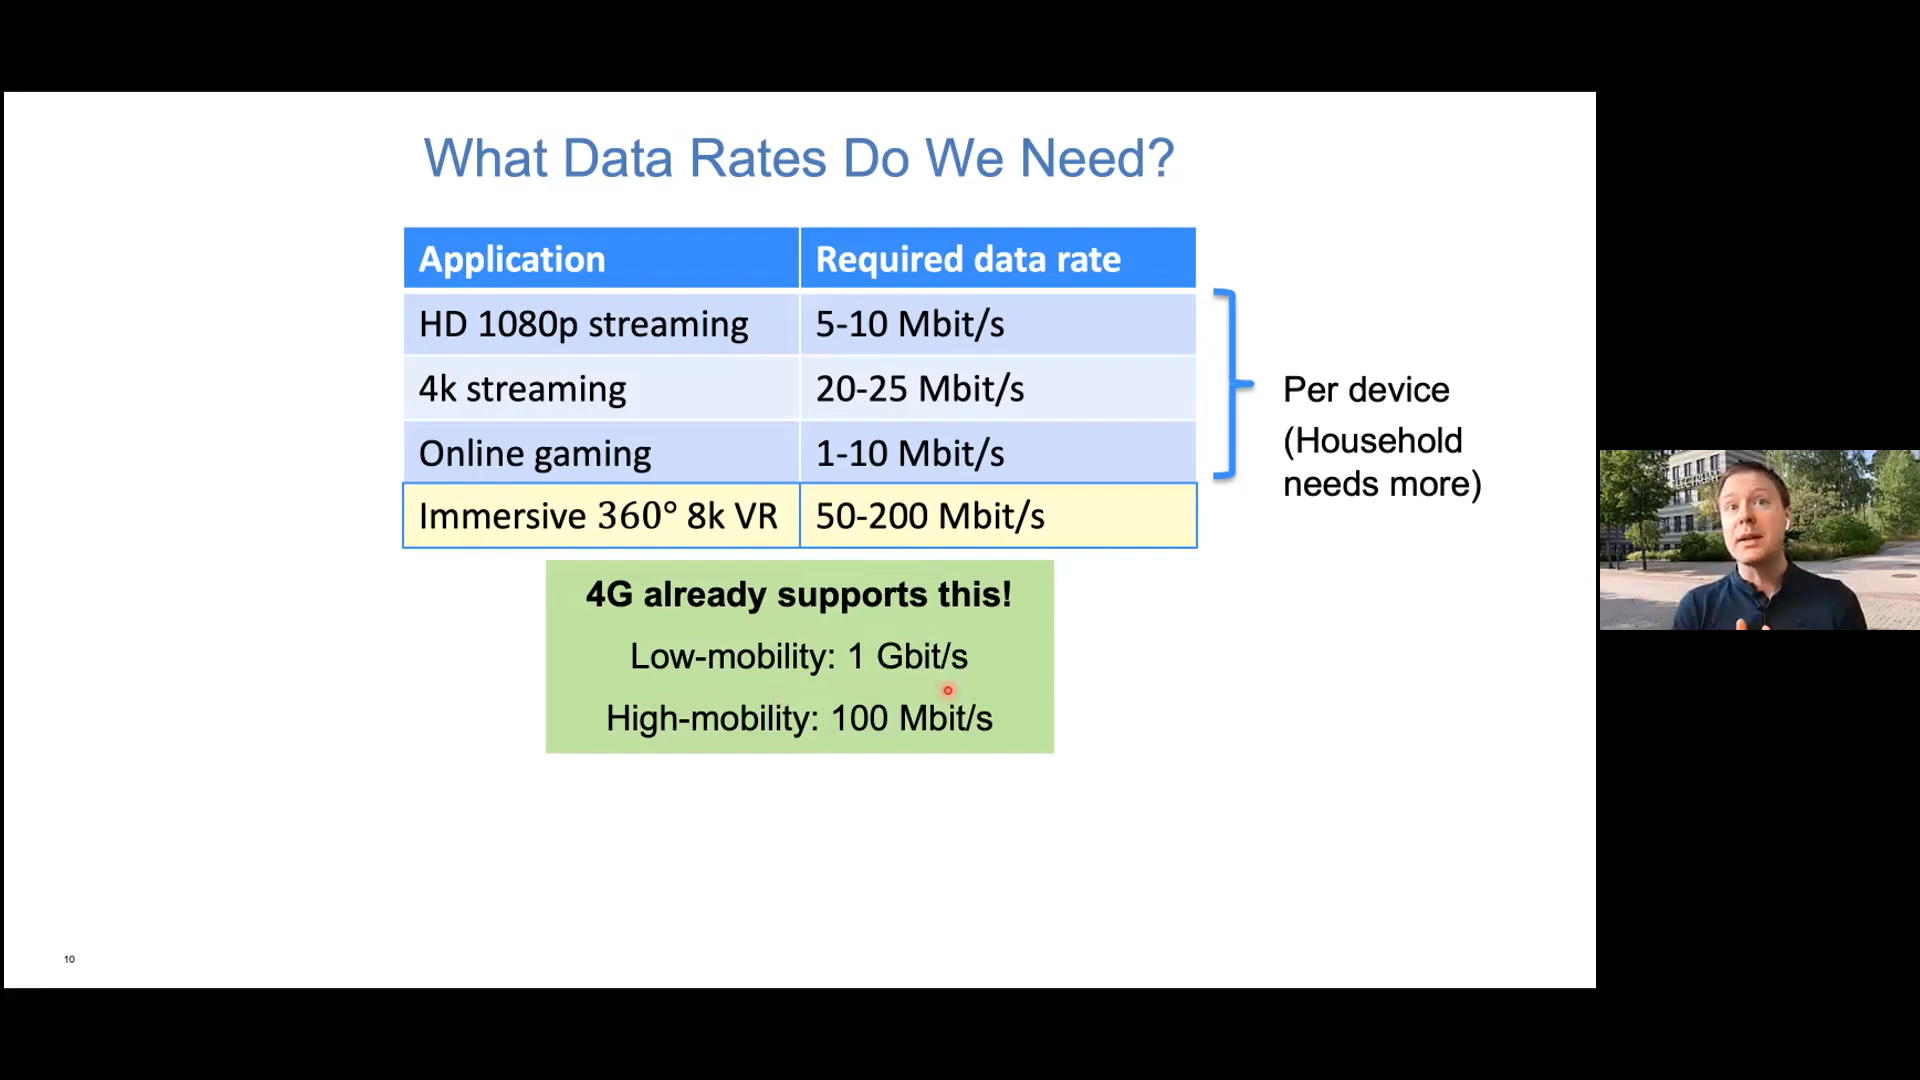 What Data Rates Do We Need?
Application Required data rate
HD 1080p streaming 5-10 Mbit/s
4k streaming 20-25 Mbit/s
Online gaming 1-10 Mbit/s
Immersive 360° 8k VR 50-200 Mbit/s
Per device
(Household
needs more)
4G already supports this!
Low-mobility: 1 Gbit/s
High-mobility: 100 Mbit/s
10